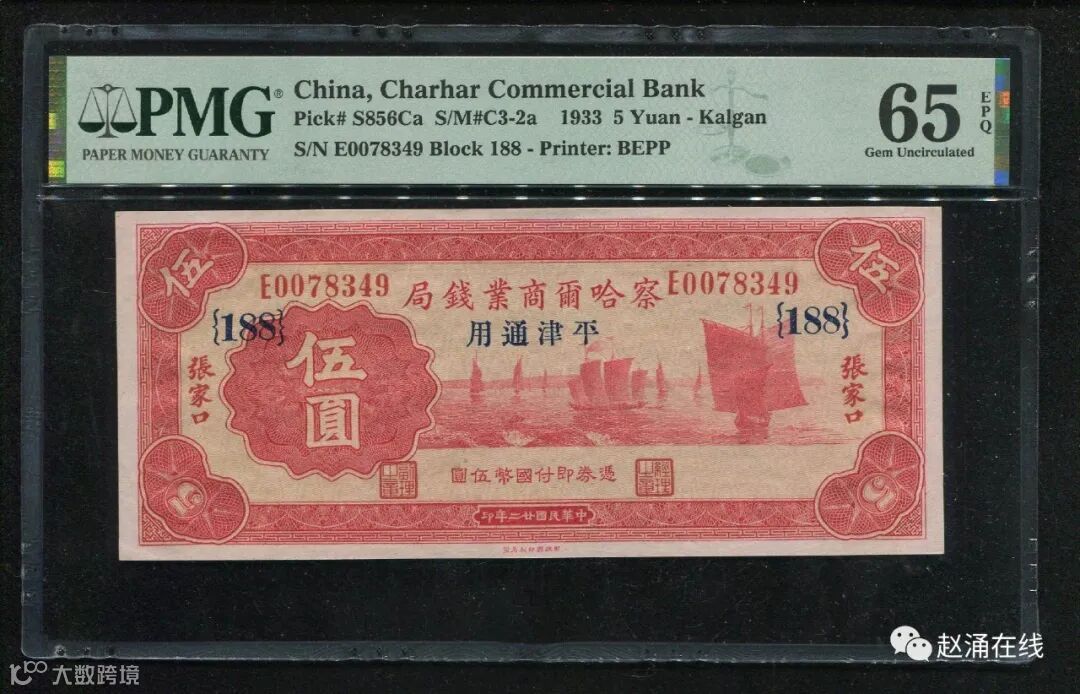 PMG®
PAPER MONEY GUARANTY
China, Charhar Commercial Bank
Pick# S856Ca S/M#C3-2a 1933 5 Yuan - Kalgan
S/N E0078349 Block 188 - Printer: BEPP
65
EPQ
Gem Uncirculated
伍
伍
E0078349
局錢業商爾哈察
E0078349
{188}
用通津平
{188}
張家口
伍圓
張家口
圓伍幣國付即券憑
5
5
印年二廿國民華中
赵涌在线
大数跨境